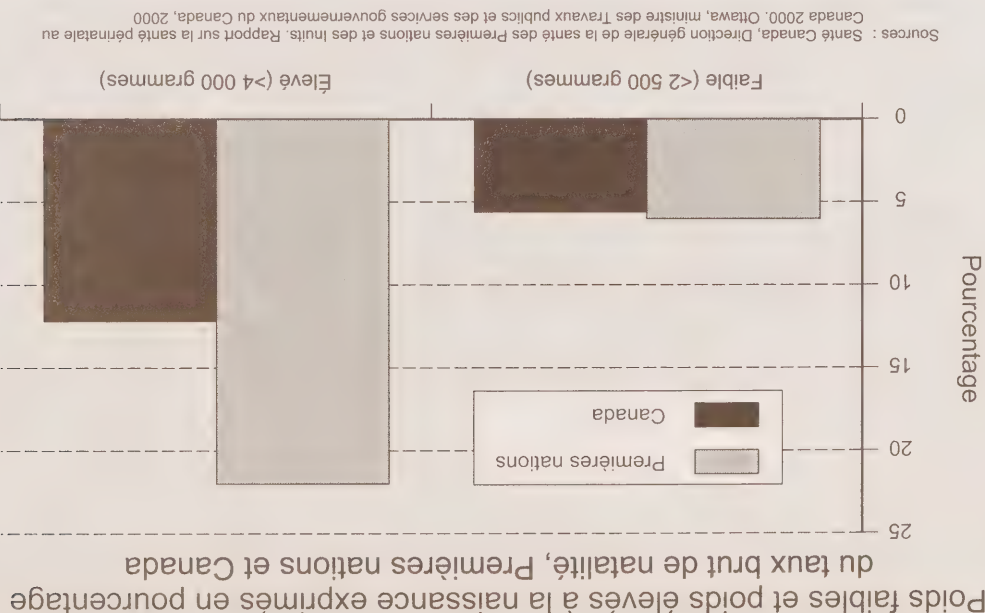 Poids faibles et poids élevés à la naissance exprimés en pourcentage
du taux brut de natalité, Premières nations et Canada
Pourcentage
25
20
15
10
5
0
Premières nations
Canada
Faible (<2 500 grammes)
Élevé (>4 000 grammes)
Sources : Santé Canada, Direction générale de la santé des Premières nations et des Inuits. Rapport sur la santé périnatale au
Canada 2000. Ottawa, ministre des Travaux publics et des services gouvernementaux du Canada, 2000